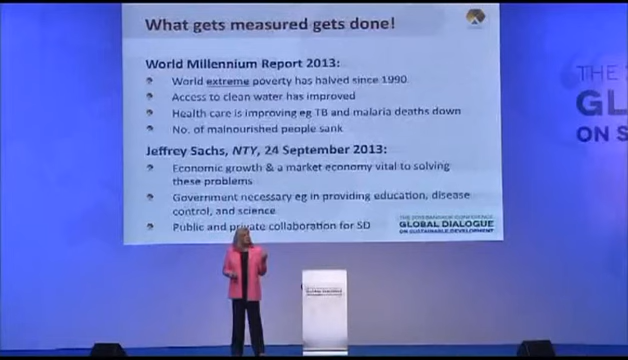 What gets measured gets done!
World Millennium Report 2013:
World extreme poverty has halved since 1990
Access to clean water has improved
Health care is improving eg TB and malaria deaths down
No. of malnourished people sank
Jeffrey Sachs, NTY, 24 September 2013:
Economic growth & a market economy vital to solving
these problems
Government necessary eg in providing education, disease
control, and science
Public and private collaboration for SD
GLOBAL DIALOGUE
ON SUSTAINABLE DEVELOPMENT
THE
GL
ON S